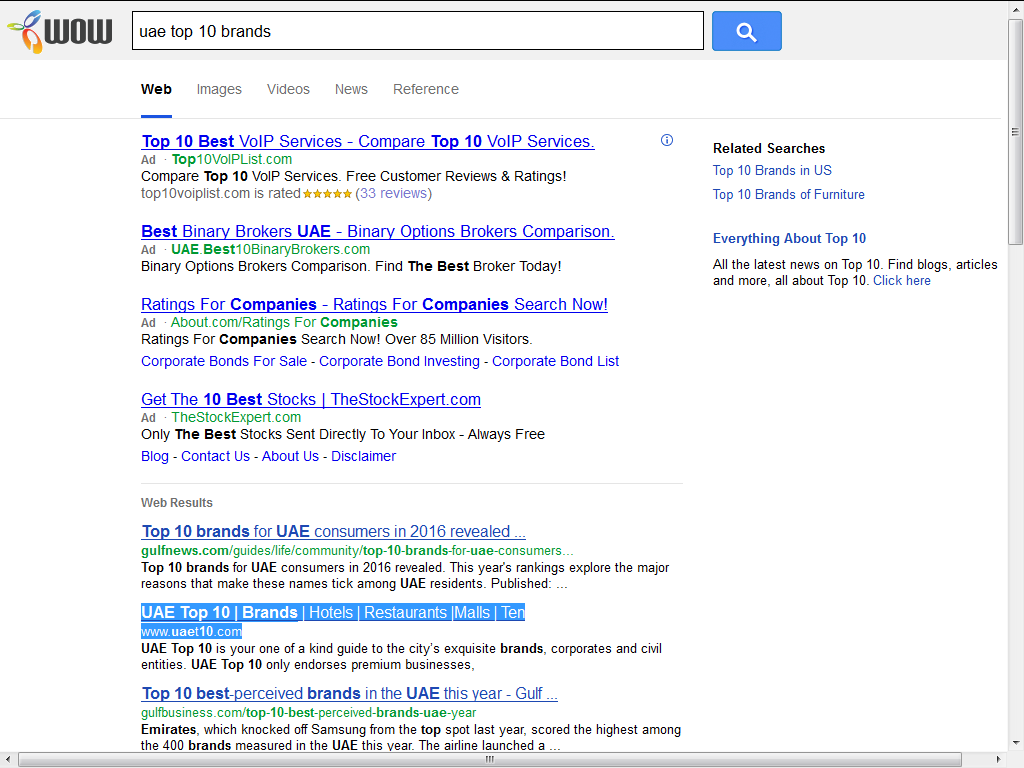 WOW
uae top 10 brands
Web Images Videos News Reference
Top 10 Best VoIP Services - Compare Top 10 VoIP Services.
Ad · Top10VoIPList.com
Compare Top 10 VoIP Services. Free Customer Reviews & Ratings!
top10voiplist.com is rated ★★★★★ (33 reviews)
Best Binary Brokers UAE - Binary Options Brokers Comparison.
Ad · UAE.Best10BinaryBrokers.com
Binary Options Brokers Comparison. Find The Best Broker Today!
Ratings For Companies - Ratings For Companies Search Now!
Ad · About.com/Ratings For Companies
Ratings For Companies Search Now! Over 85 Million Visitors.
Corporate Bonds For Sale - Corporate Bond Investing - Corporate Bond List
Get The 10 Best Stocks | TheStockExpert.com
Ad · TheStockExpert.com
Only The Best Stocks Sent Directly To Your Inbox - Always Free
Blog - Contact Us - About Us - Disclaimer
Web Results
Top 10 brands for UAE consumers in 2016 revealed ...
gulfnews.com/guides/life/community/top-10-brands-for-uae-consumers...
Top 10 brands for UAE consumers in 2016 revealed. This year's rankings explore the major
reasons that make these names tick among UAE residents. Published: ...
UAE Top 10 | Brands | Hotels | Restaurants |Malls | Ten
www.uaet10.com
UAE Top 10 is your one of a kind guide to the city's exquisite brands, corporates and civil
entities. UAE Top 10 only endorses premium businesses,
Top 10 best-perceived brands in the UAE this year - Gulf ...
gulfbusiness.com/top-10-best-perceived-brands-uae-year
Emirates, which knocked off Samsung from the top spot last year, scored the highest among
the 400 brands measured in the UAE this year. The airline launched a ...
Related Searches
Top 10 Brands in US
Top 10 Brands of Furniture
Everything About Top 10
All the latest news on Top 10. Find blogs, articles
and more, all about Top 10. Click here